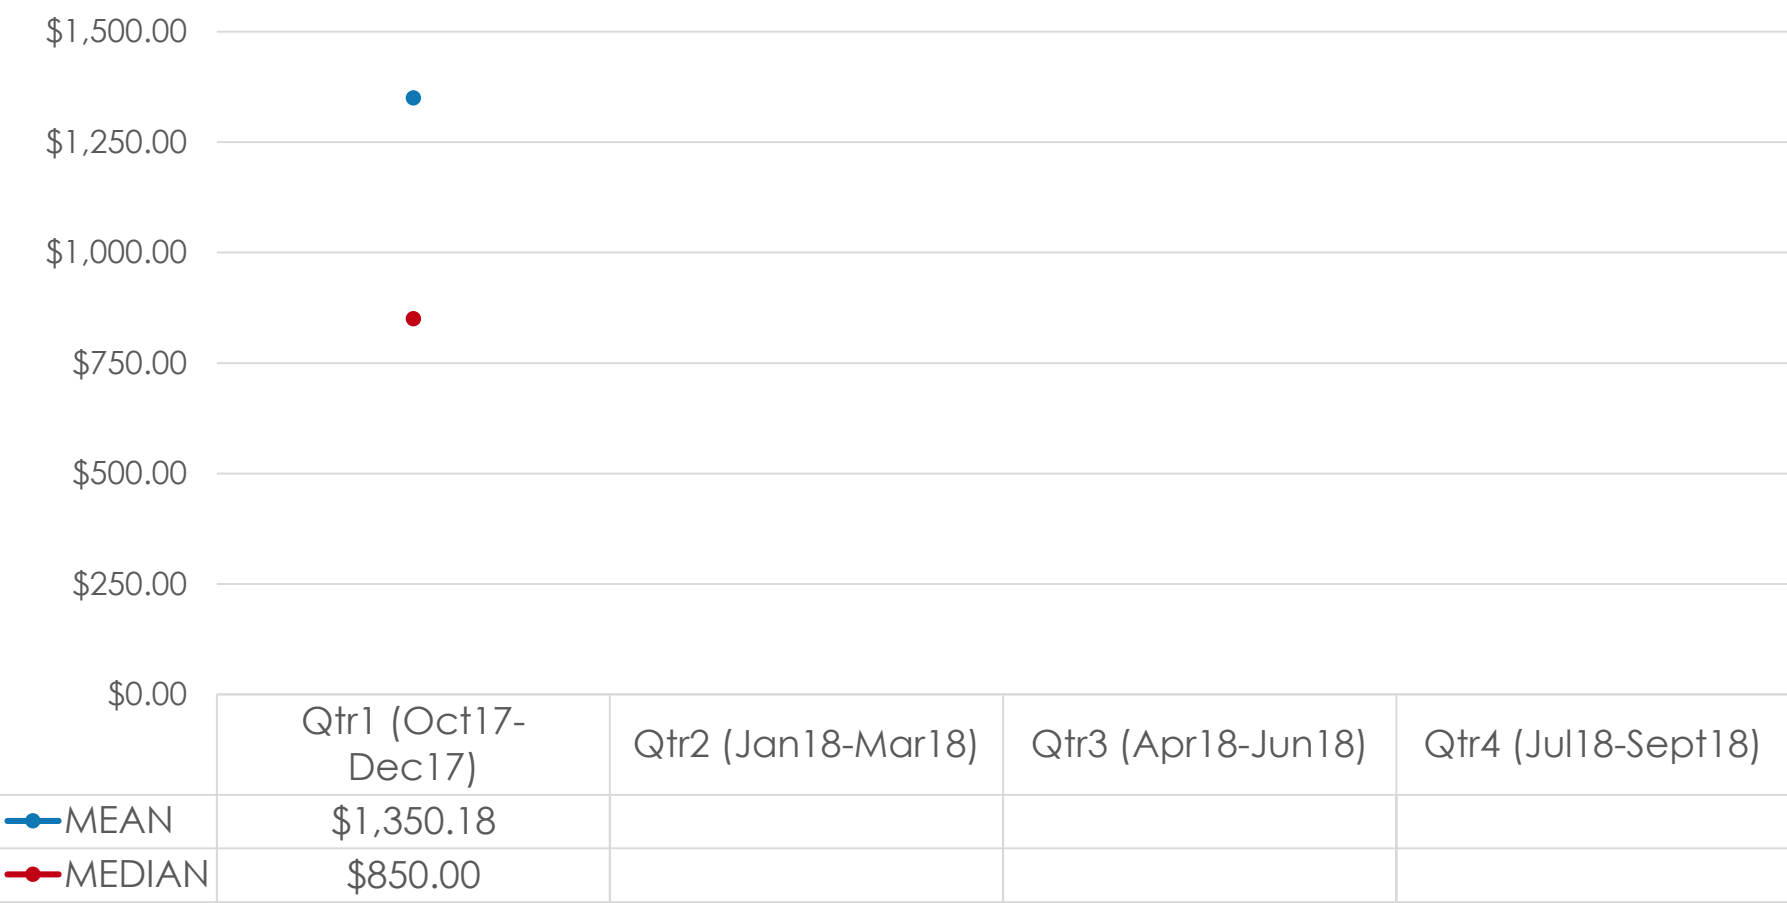 $1,500.00
$1,250.00
$1,000.00
$750.00
$500.00
$250.00
$0.00
Qtr1 (Oct17-
Dec17)
Qtr2 (Jan18-Mar18)
Qtr3 (Apr18-Jun18)
Qtr4 (Jul18-Sept18)
MEAN $1,350.18
MEDIAN $850.00